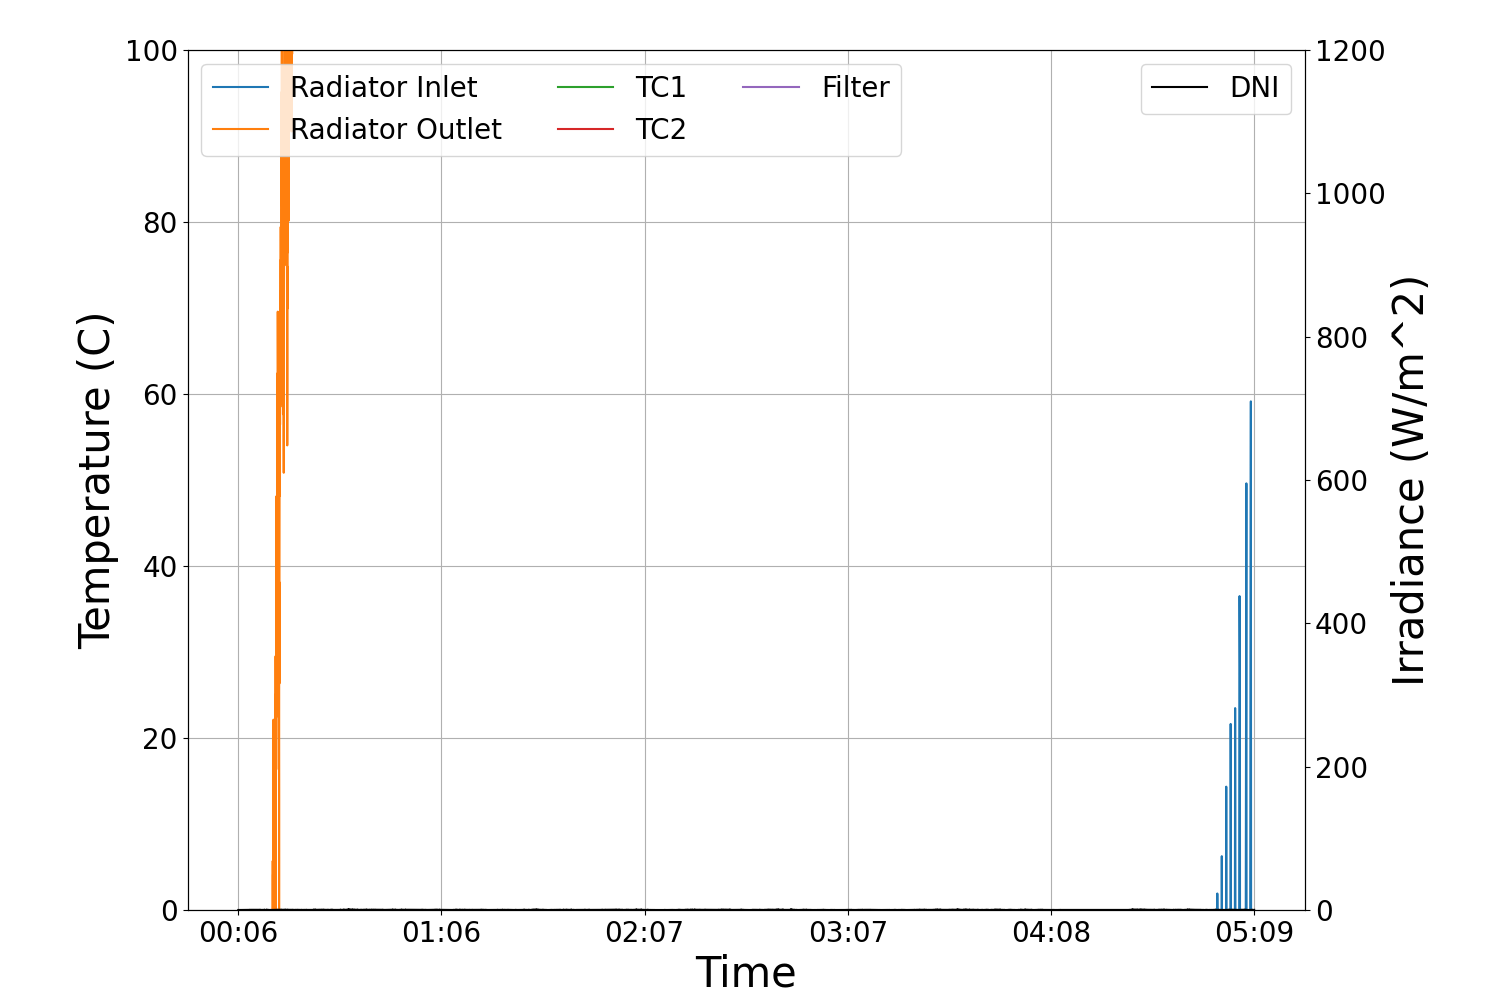 100
80
60
40
20
0
Temperature (C)
Radiator Inlet
Radiator Outlet
TC1
TC2
Filter
DNI
1200
1000
800
600
400
200
0
Irradiance (W/m^2)
00:06 01:06 02:07 03:07 04:08 05:09
Time